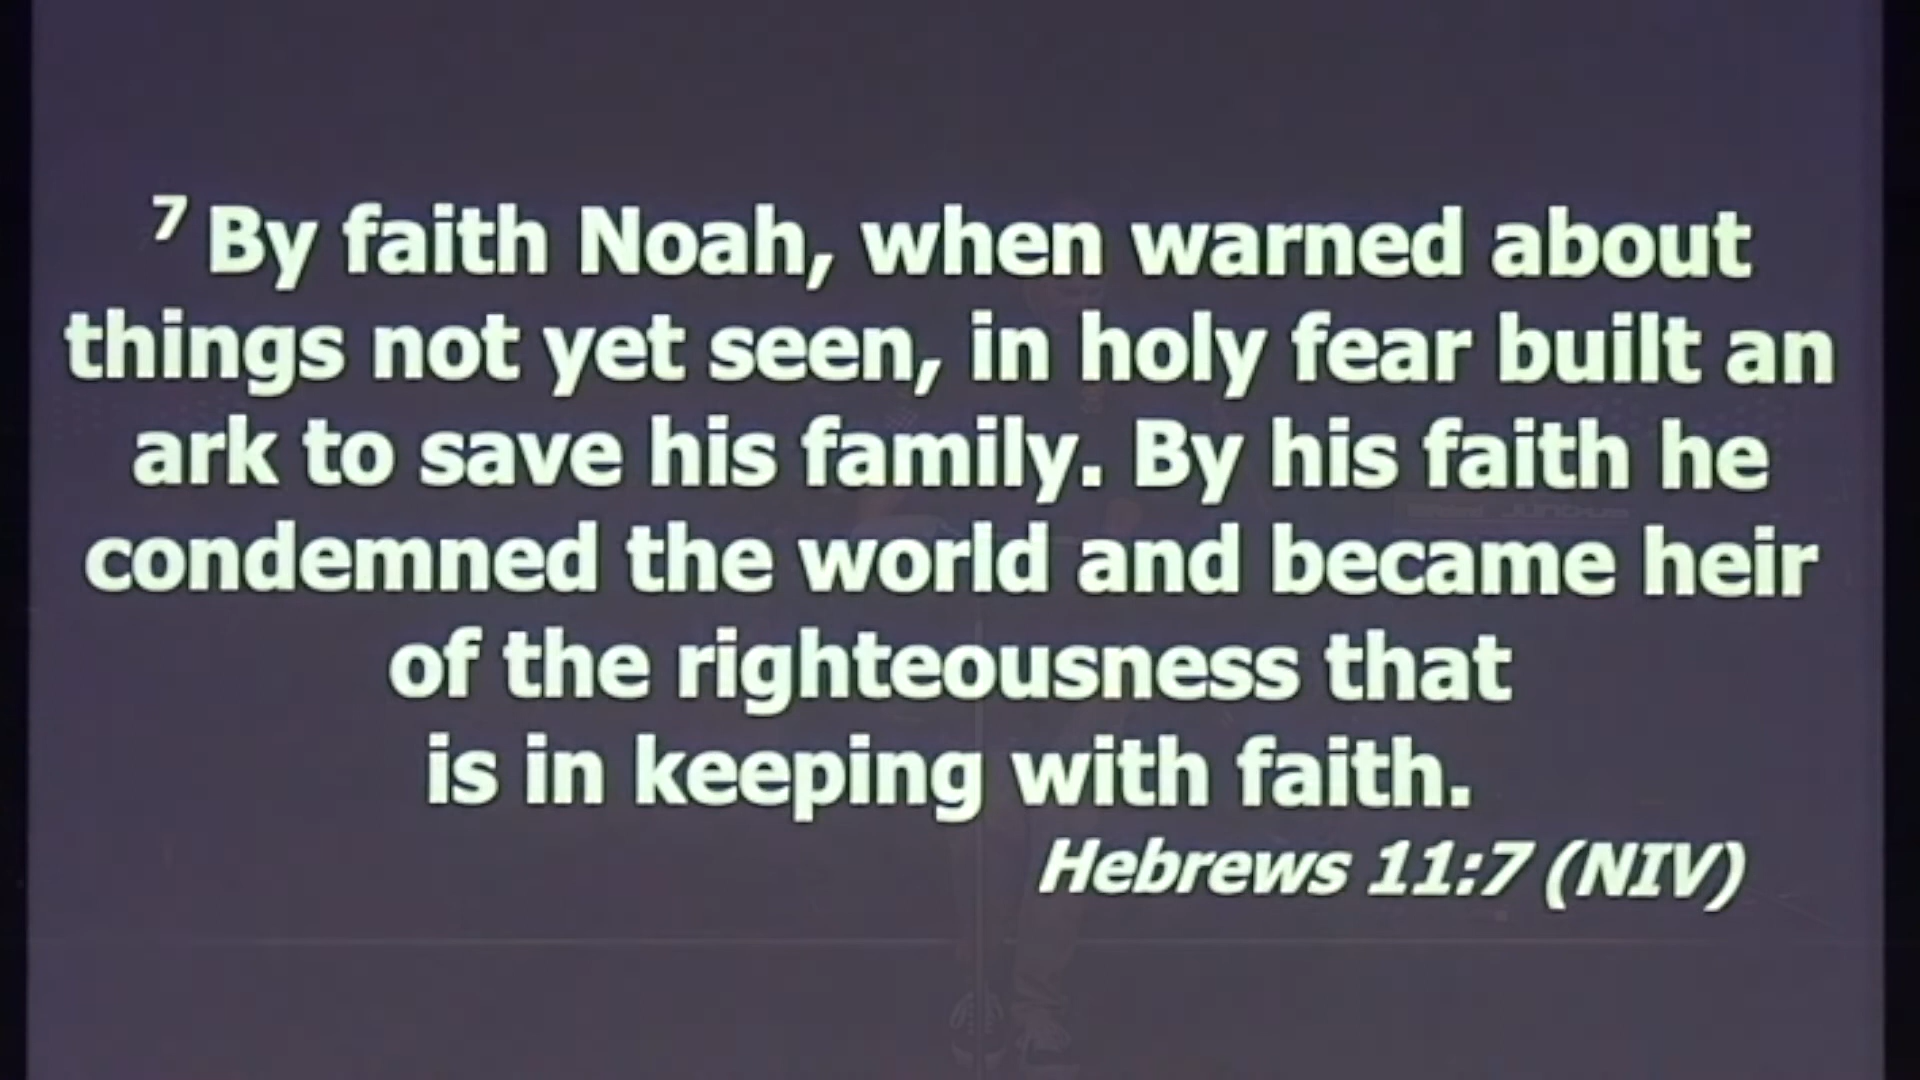 7 By faith Noah, when warned about
things not yet seen, in holy fear built an
ark to save his family. By his faith he
condemned the world and became heir
of the righteousness that
is in keeping with faith.
Hebrews 11:7 (NIV)